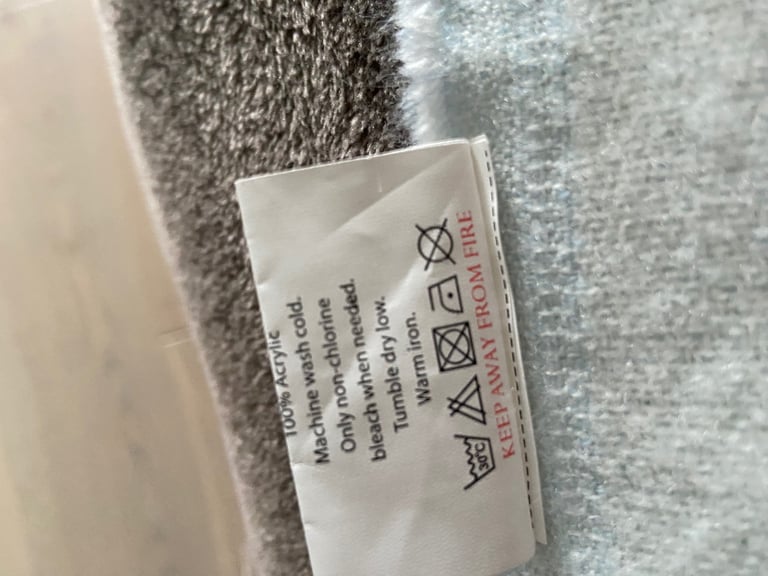 100% Acrylic
Machine wash cold.
Only non-chlorine
bleach when needed.
Tumble dry low.
Warm iron.
30°C
KEEP AWAY FROM FIRE